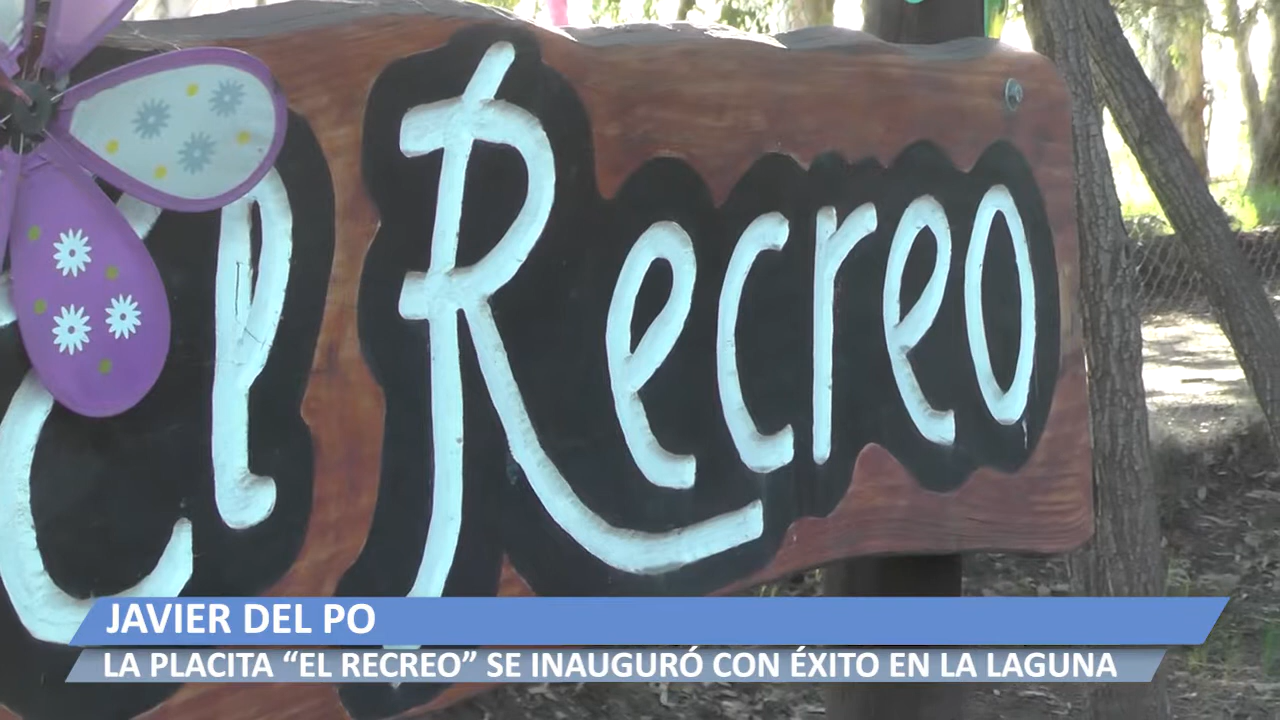 El Recreo
JAVIER DEL PO
LA PLACITA “EL RECREO” SE INAUGURÓ CON ÉXITO EN LA LAGUNA